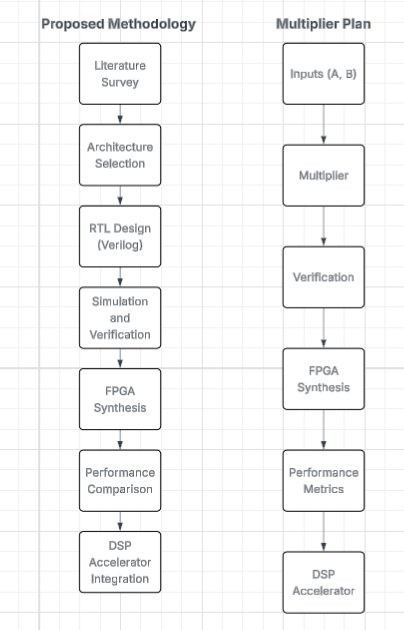 Proposed Methodology
Literature
Survey
Architecture
Selection
RTL Design
(Verilog)
Simulation
and
Verification
FPGA
Synthesis
Performance
Comparison
DSP
Accelerator
Integration
Multiplier Plan
Inputs (A, B)
Multiplier
Verification
FPGA
Synthesis
Performance
Metrics
DSP
Accelerator